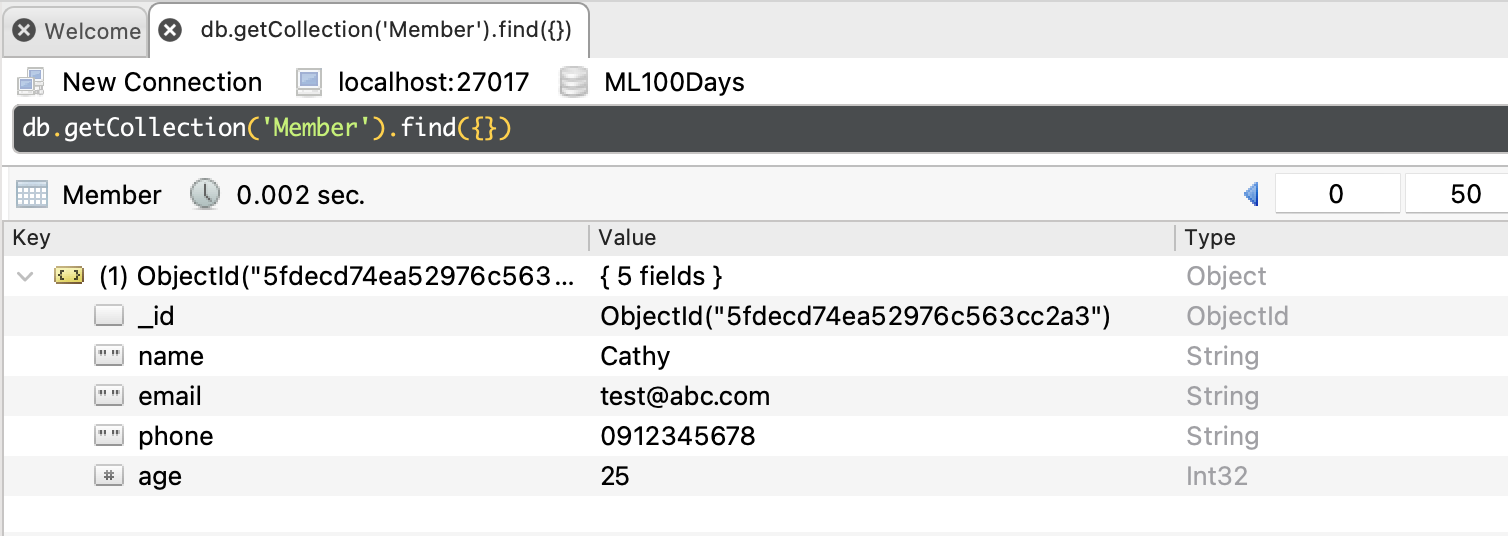 Welcome db.getCollection('Member').find({})
New Connection localhost:27017 ML100Days
db.getCollection('Member').find({})
Member 0.002 sec. 0 50
Key Value Type
(1) ObjectId("5fdecd74ea52976c563... { 5 fields } Object
_id ObjectId("5fdecd74ea52976c563cc2a3") ObjectId
" " name Cathy String
" " email test@abc.com String
" " phone 0912345678 String
# age 25 Int32